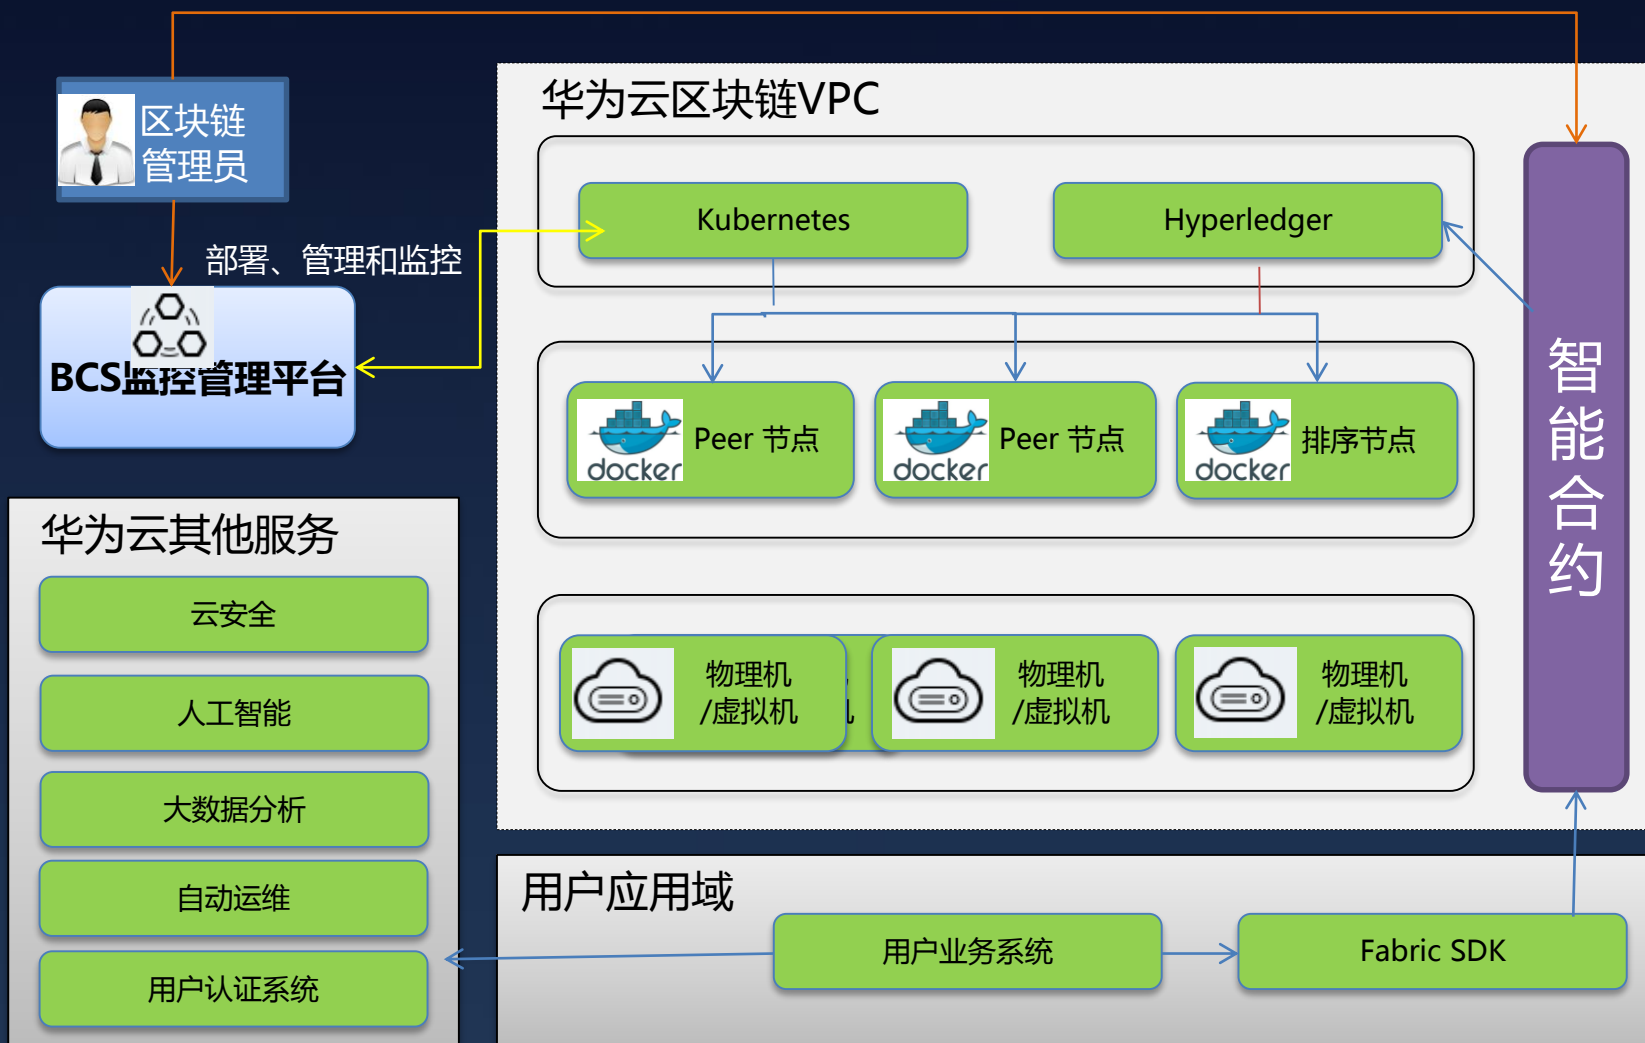 区块链
管理员
部署、管理和监控
BCS监控管理平台
华为云区块链VPC
Kubernetes
Hyperledger
docker
Peer 节点
docker
Peer 节点
docker
排序节点
物理机
/虚拟机
物理机
/虚拟机
物理机
/虚拟机
智能合约
华为云其他服务
云安全
人工智能
大数据分析
自动运维
用户认证系统
用户应用域
用户业务系统
Fabric SDK